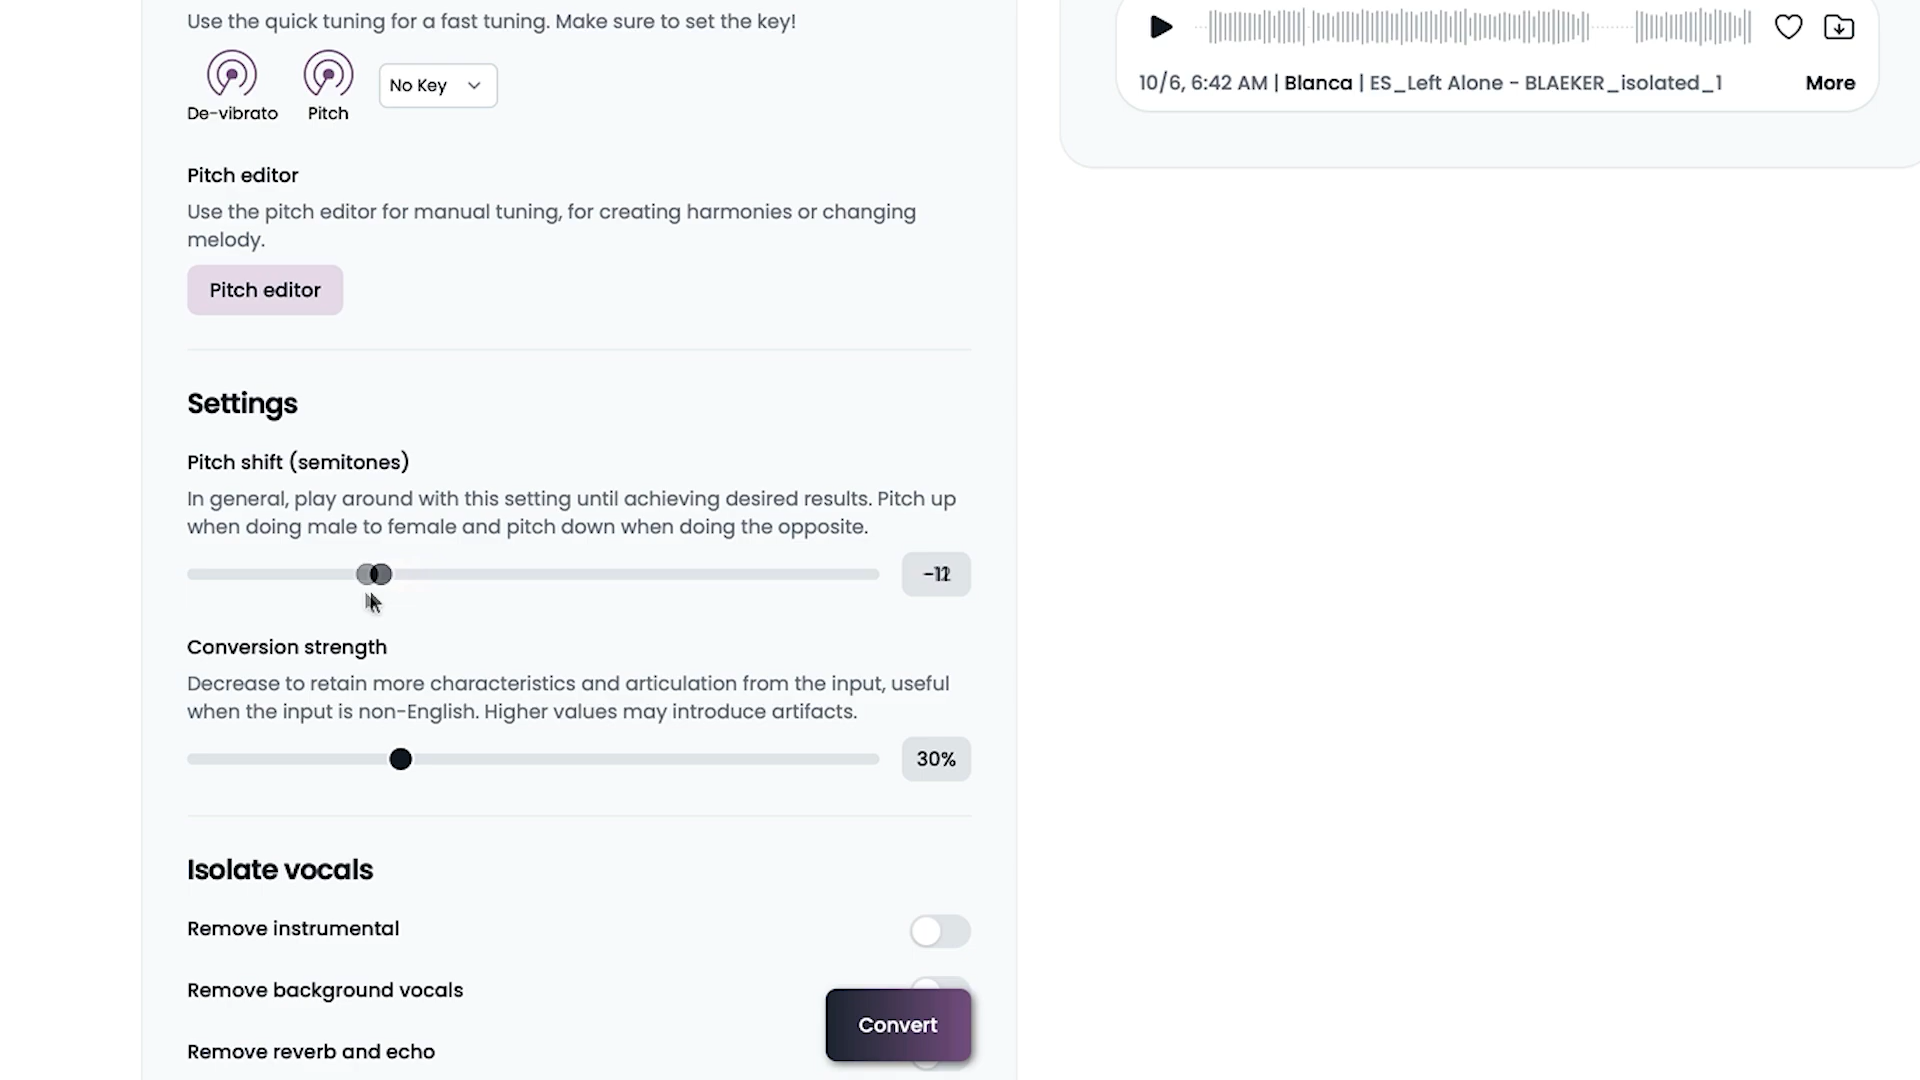 Use the quick tuning for a fast tuning. Make sure to set the key!
De-vibrato
Pitch
No Key
Pitch editor
Use the pitch editor for manual tuning, for creating harmonies or changing
melody.
Pitch editor
Settings
Pitch shift (semitones)
In general, play around with this setting until achieving desired results. Pitch up
when doing male to female and pitch down when doing the opposite.
Conversion strength
Decrease to retain more characteristics and articulation from the input, useful
when the input is non-English. Higher values may introduce artifacts.
30%
Isolate vocals
Remove instrumental
Remove background vocals
Remove reverb and echo
Convert
10/6, 6:42 AM | Blanca | ES_Left Alone - BLAEKER_isolated_1
More